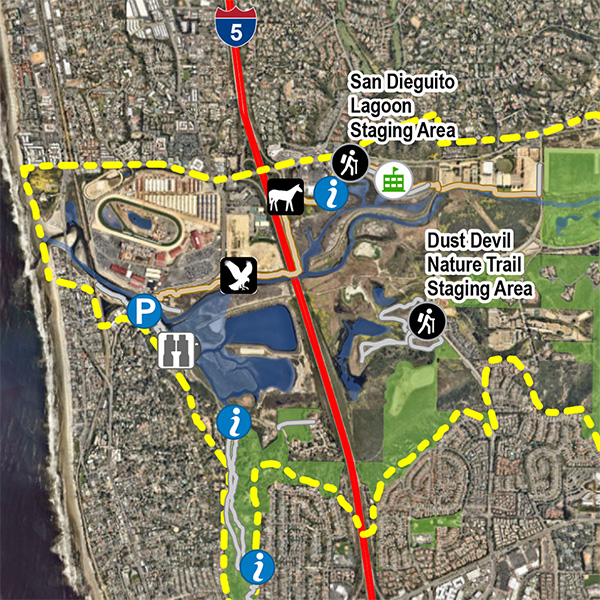 5
San Dieguito
Lagoon
Staging Area
i
Dust Devil
Nature Trail
Staging Area
P
i
i